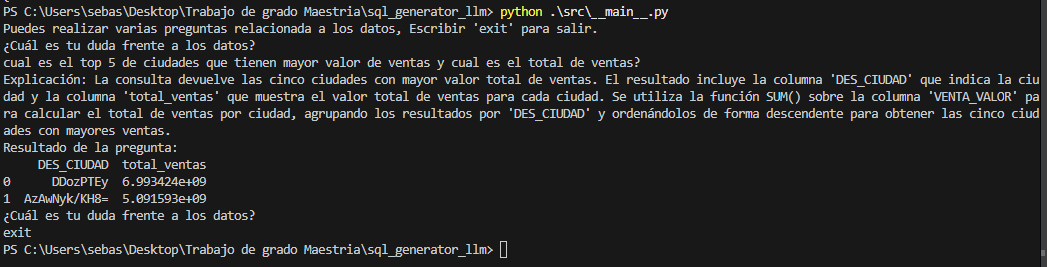 PS C:\Users\sebas\Desktop\Trabajo de grado Maestria\sql_generator_llm> python .\src\__main__.py
Puedes realizar varias preguntas relacionada a los datos, Escribir 'exit' para salir.
¿Cuál es tu duda frente a los datos?
cual es el top 5 de ciudades que tienen mayor valor de ventas y cual es el total de ventas?
Explicación: La consulta devuelve las cinco ciudades con mayor valor total de ventas. El resultado incluye la columna 'DES_CIUDAD' que indica la ciu
dad y la columna 'total_ventas' que muestra el valor total de ventas para cada ciudad. Se utiliza la función SUM() sobre la columna 'VENTA_VALOR' pa
ra calcular el total de ventas por ciudad, agrupando los resultados por 'DES_CIUDAD' y ordenándolos de forma descendente para obtener las cinco ciud
ades con mayores ventas.
Resultado de la pregunta:
     DES_CIUDAD  total_ventas
0      DDozPTEy  6.993424e+09
1  AzAwNyk/KH8=  5.091593e+09
¿Cuál es tu duda frente a los datos?
exit
PS C:\Users\sebas\Desktop\Trabajo de grado Maestria\sql_generator_llm>